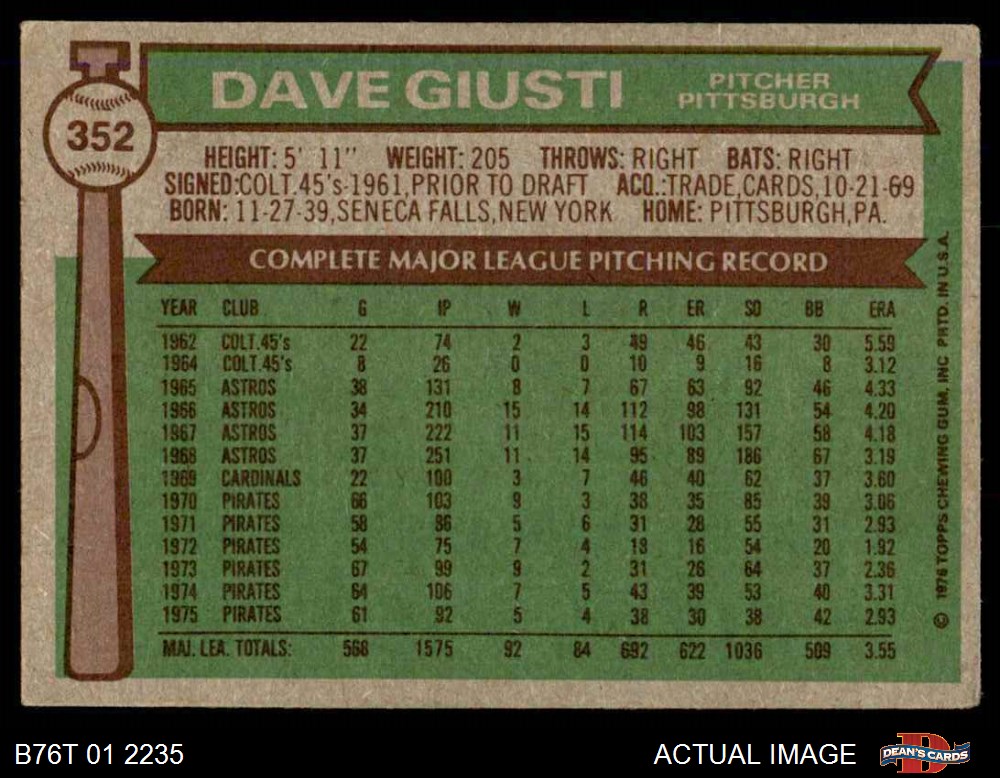 352
DAVE GIUSTI
PITCHER
PITTSBURGH
HEIGHT: 5' 11" WEIGHT: 205 THROWS: RIGHT BATS: RIGHT
SIGNED:COLT.45's-1961,PRIOR TO DRAFT ACQ.:TRADE,CARDS,10-21-69
BORN: 11-27-39,SENECA FALLS,NEW YORK HOME: PITTSBURGH,PA.
COMPLETE MAJOR LEAGUE PITCHING RECORD
YEAR CLUB G IP W L R ER SO BB ERA
1962 COLT.45's 22 74 2 3 49 46 43 30 5.59
1964 COLT.45's 8 26 0 0 10 9 16 8 3.12
1965 ASTROS 38 131 8 7 67 63 92 46 4.33
1966 ASTROS 34 210 15 14 112 98 131 54 4.20
1967 ASTROS 37 222 11 15 114 103 157 58 4.18
1968 ASTROS 37 251 11 14 95 89 186 67 3.19
1969 CARDINALS 22 100 3 7 46 40 62 37 3.60
1970 PIRATES 66 103 9 3 38 35 85 39 3.06
1971 PIRATES 58 86 5 6 31 28 55 31 2.93
1972 PIRATES 54 75 7 4 18 16 54 20 1.92
1973 PIRATES 67 99 9 2 31 26 64 37 2.36
1974 PIRATES 64 106 7 5 43 39 53 40 3.31
1975 PIRATES 61 92 5 4 38 30 38 42 2.93
MAJ. LEA. TOTALS: 568 1575 92 84 692 622 1036 509 3.55
© 1976 TOPPS CHEWING GUM, INC PRTD. IN U.S.A.
B76T 01 2235
ACTUAL IMAGE
D
DEAN'S CARDS